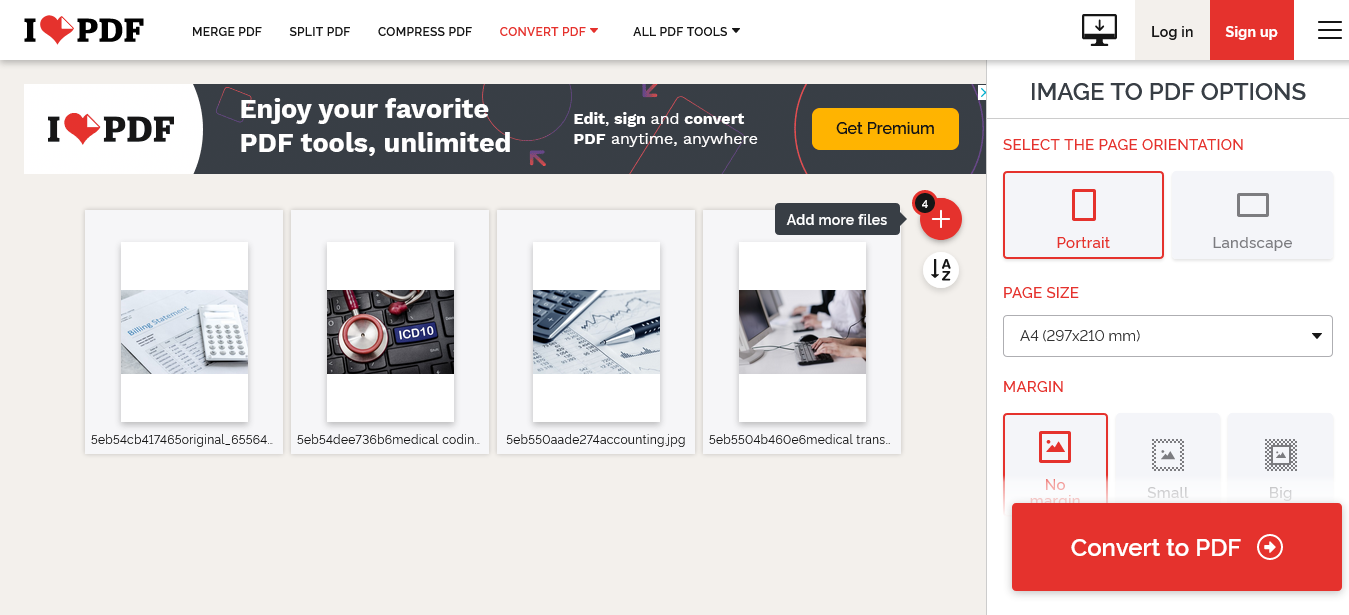 I PDF
MERGE PDF
SPLIT PDF
COMPRESS PDF
CONVERT PDF
ALL PDF TOOLS
Log in
Sign up
I PDF
Enjoy your favorite
PDF tools, unlimited
Edit, sign and convert
PDF anytime, anywhere
Get Premium
4
Add more files
A
Z
Billing Statement
ICD10
5eb54cb417465original_65564...
5eb54dee736b6medical codin...
5eb550aade274accounting.jpg
5eb5504b460e6medical trans...
IMAGE TO PDF OPTIONS
SELECT THE PAGE ORIENTATION
Portrait
Landscape
PAGE SIZE
A4 (297x210 mm)
MARGIN
No
margin
Small
Big
Convert to PDF